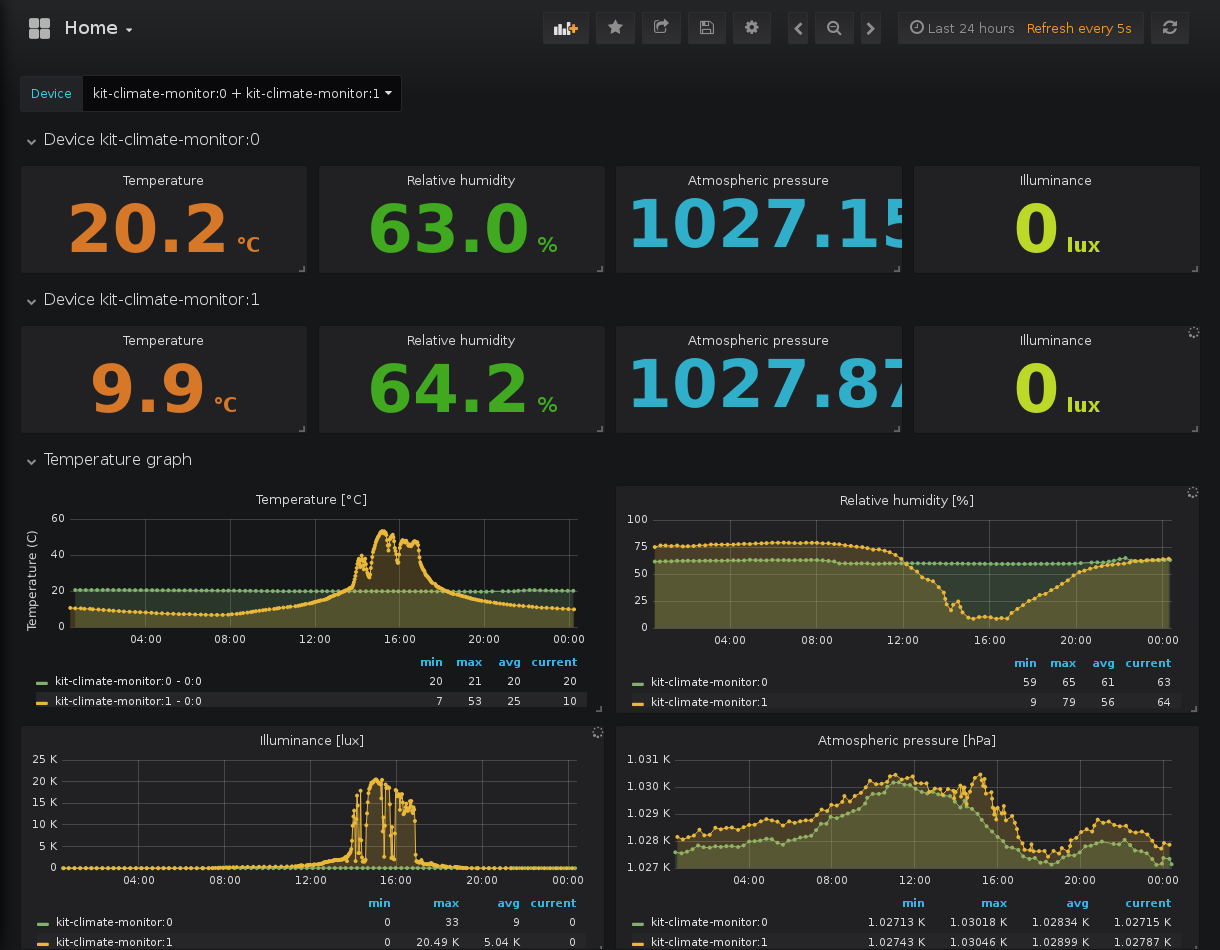 Home
Last 24 hours Refresh every 5s
Device kit-climate-monitor:0 + kit-climate-monitor:1
Device kit-climate-monitor:0
Temperature
20.2 °C
Relative humidity
63.0 %
Atmospheric pressure
1027.15
Illuminance
0 lux
Device kit-climate-monitor:1
Temperature
9.9 °C
Relative humidity
64.2 %
Atmospheric pressure
1027.87
Illuminance
0 lux
Temperature graph
Temperature [°C]
Temperature (C)
60
40
20
0
04:00 08:00 12:00 16:00 20:00 00:00
min max avg current
kit-climate-monitor:0 - 0:0 20 21 20 20
kit-climate-monitor:1 - 0:0 7 53 25 10
Relative humidity [%]
100
75
50
25
0
04:00 08:00 12:00 16:00 20:00 00:00
min max avg current
kit-climate-monitor:0 59 65 61 63
kit-climate-monitor:1 9 79 56 64
Illuminance [lux]
25 K
20 K
15 K
10 K
5 K
0
04:00 08:00 12:00 16:00 20:00 00:00
min max avg current
kit-climate-monitor:0 0 33 9 0
kit-climate-monitor:1 0 20.49 K 5.04 K 0
Atmospheric pressure [hPa]
1.031 K
1.030 K
1.029 K
1.028 K
1.027 K
04:00 08:00 12:00 16:00 20:00 00:00
min max avg current
kit-climate-monitor:0 1.02713 K 1.03018 K 1.02834 K 1.02715 K
kit-climate-monitor:1 1.02743 K 1.03046 K 1.02899 K 1.02787 K